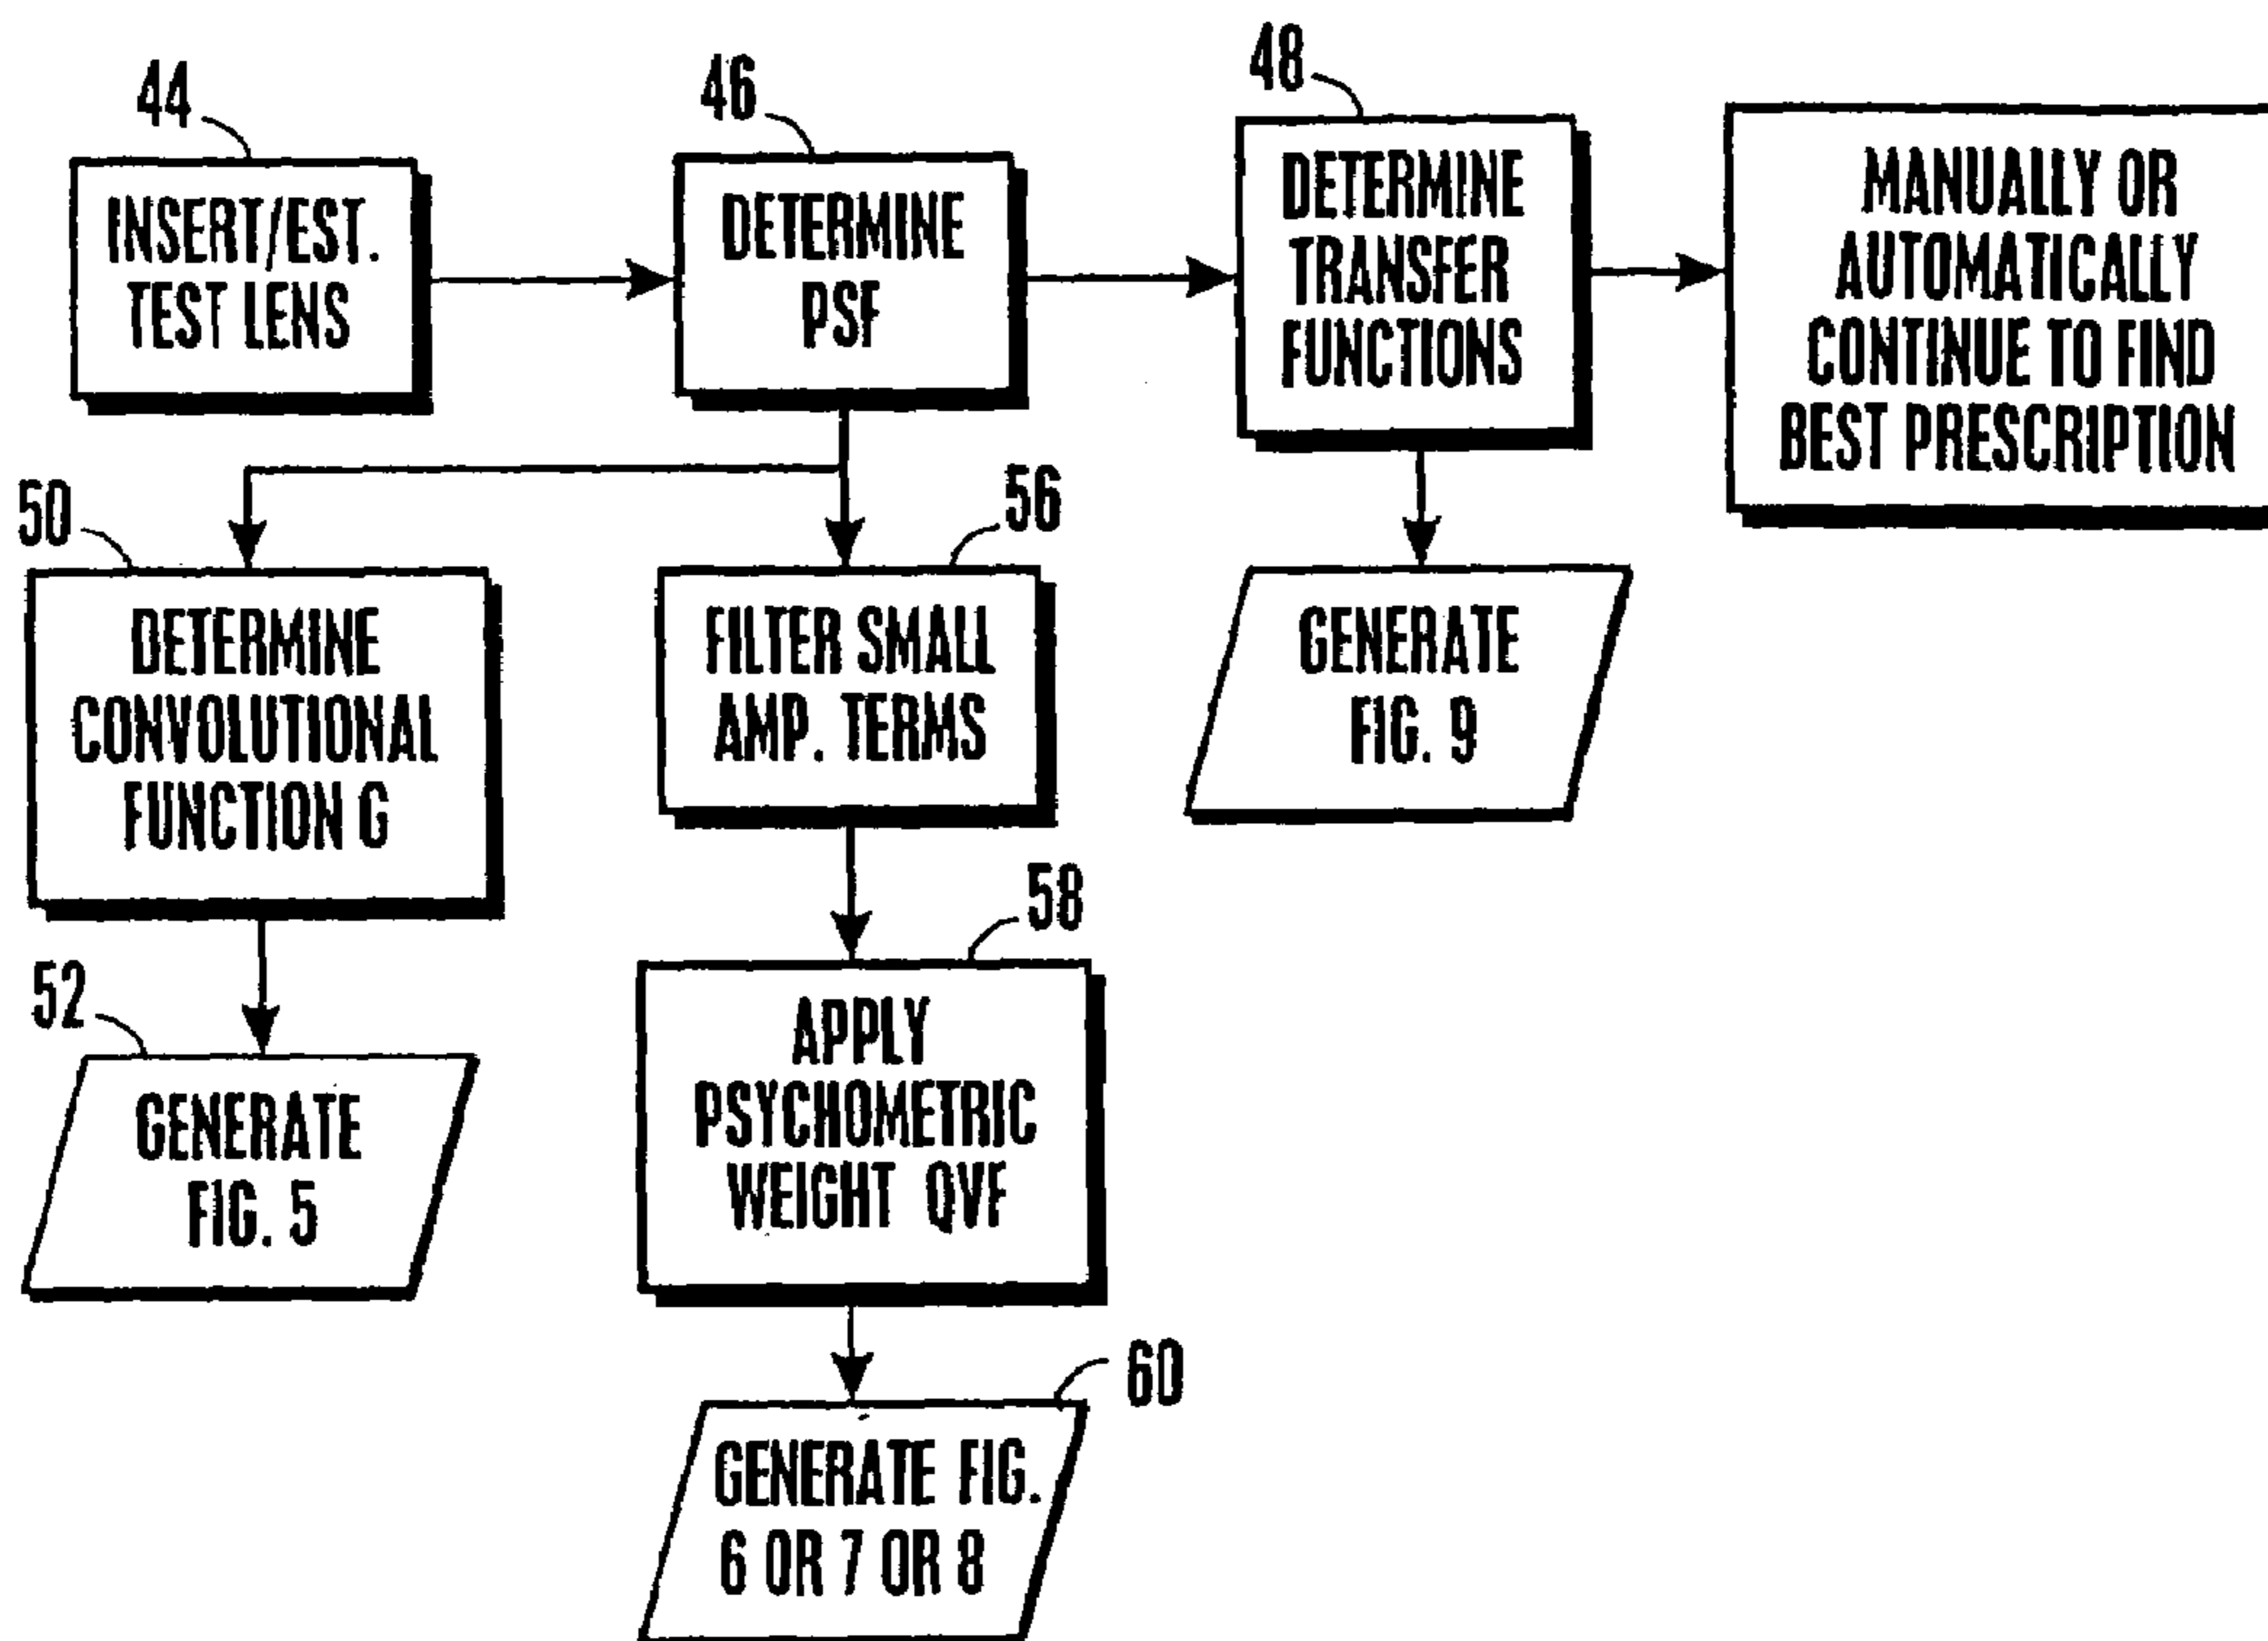 44
INSERT/EST.
TEST LENS
46
DETERMINE
PSF
48
DETERMINE
TRANSFER
FUNCTIONS
MANUALLY OR
AUTOMATICALLY
CONTINUE TO FIND
BEST PRESCRIPTION
50
DETERMINE
CONVOLUTIONAL
FUNCTION G
56
FILTER SMALL
AMP. TERMS
GENERATE
FIG. 9
52
GENERATE
FIG. 5
58
APPLY
PSYCHOMETRIC
WEIGHT QVF
60
GENERATE FIG.
6 OR 7 OR 8